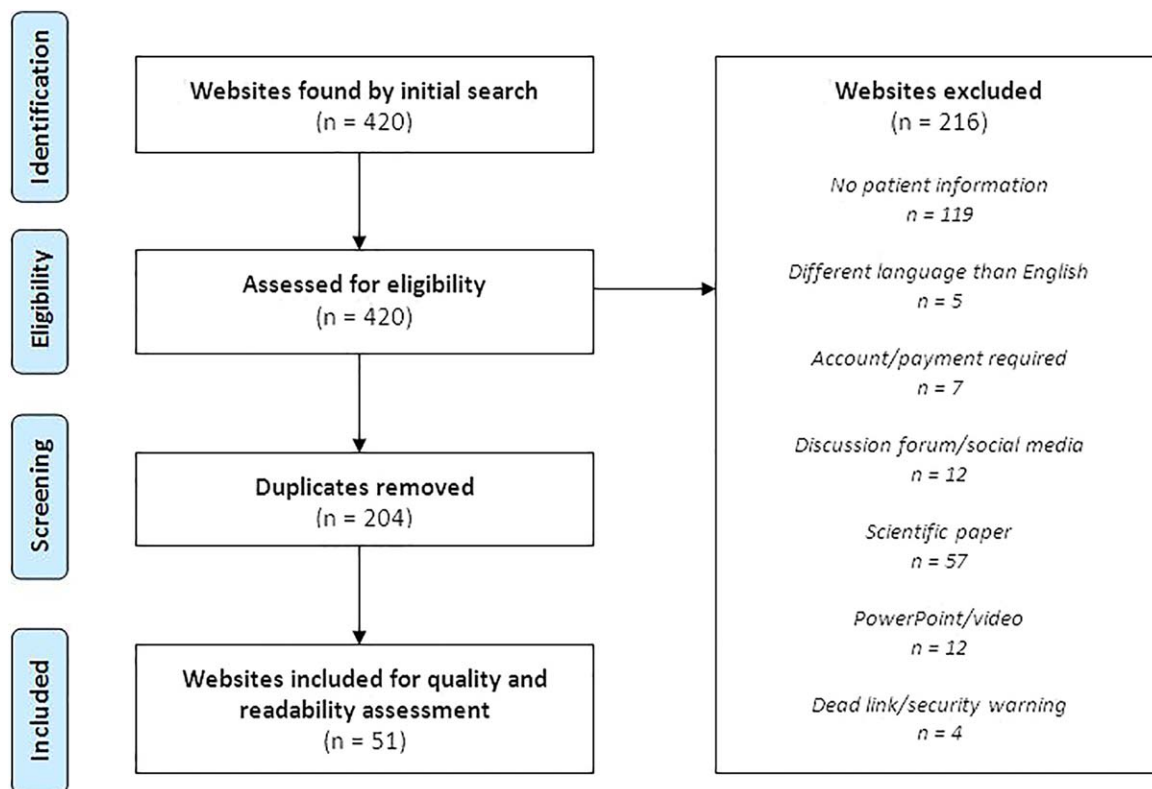 Identification
Websites found by initial search
(n = 420)
Eligibility
Assessed for eligibility
(n = 420)
Screening
Duplicates removed
(n = 204)
Included
Websites included for quality and
readability assessment
(n = 51)
Websites excluded
(n = 216)
No patient information
n = 119
Different language than English
n = 5
Account/payment required
n = 7
Discussion forum/social media
n = 12
Scientific paper
n = 57
PowerPoint/video
n = 12
Dead link/security warning
n = 4